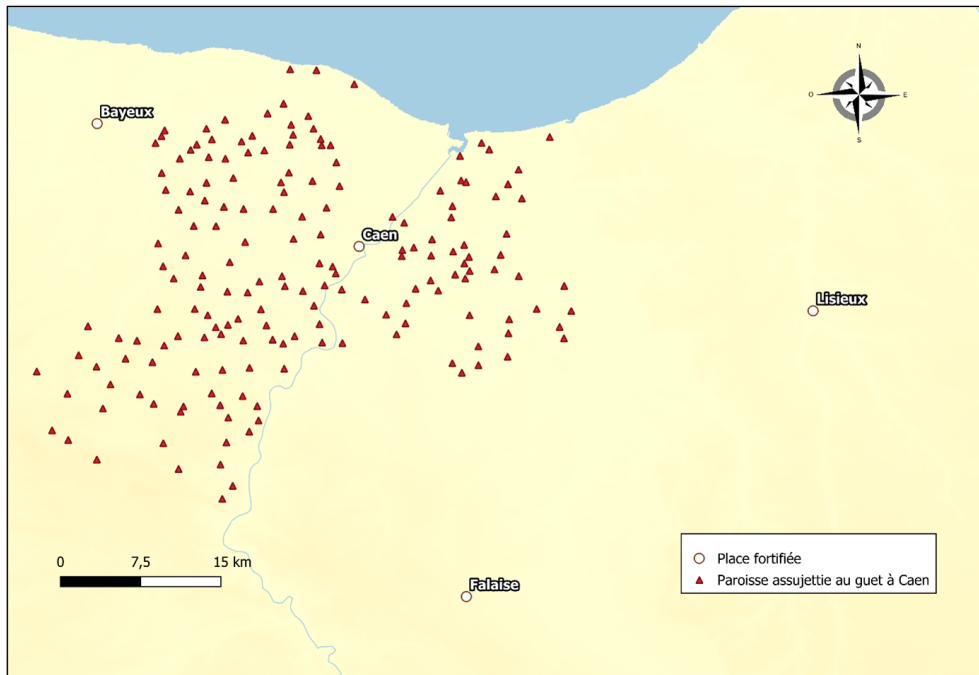 N
O
E
S
Bayeux
Caen
Lisieux
0 7,5 15 km
Falaise
Place fortifiée
Paroisse assujettie au guet à Caen